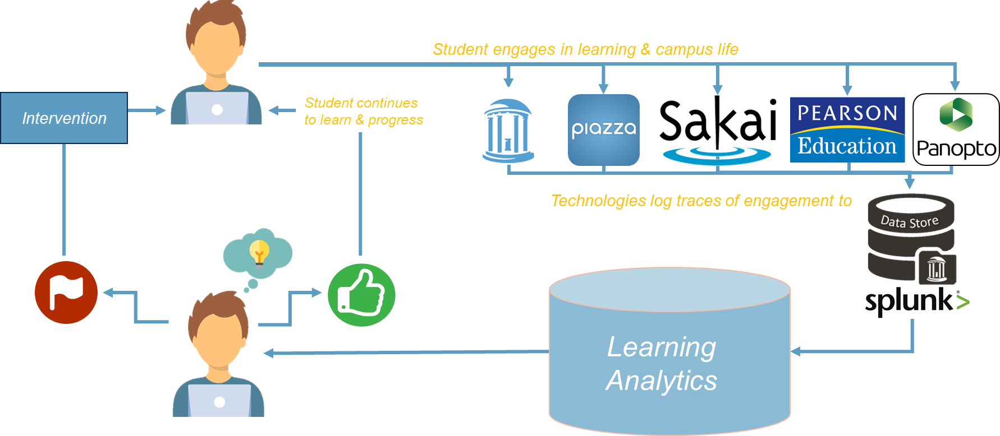 Student engages in learning & campus life
Intervention
Student continues
to learn & progress
piazza
Sakai
PEARSON
Education
Panopto
Technologies log traces of engagement to
Data Store
splunk>®
Learning
Analytics